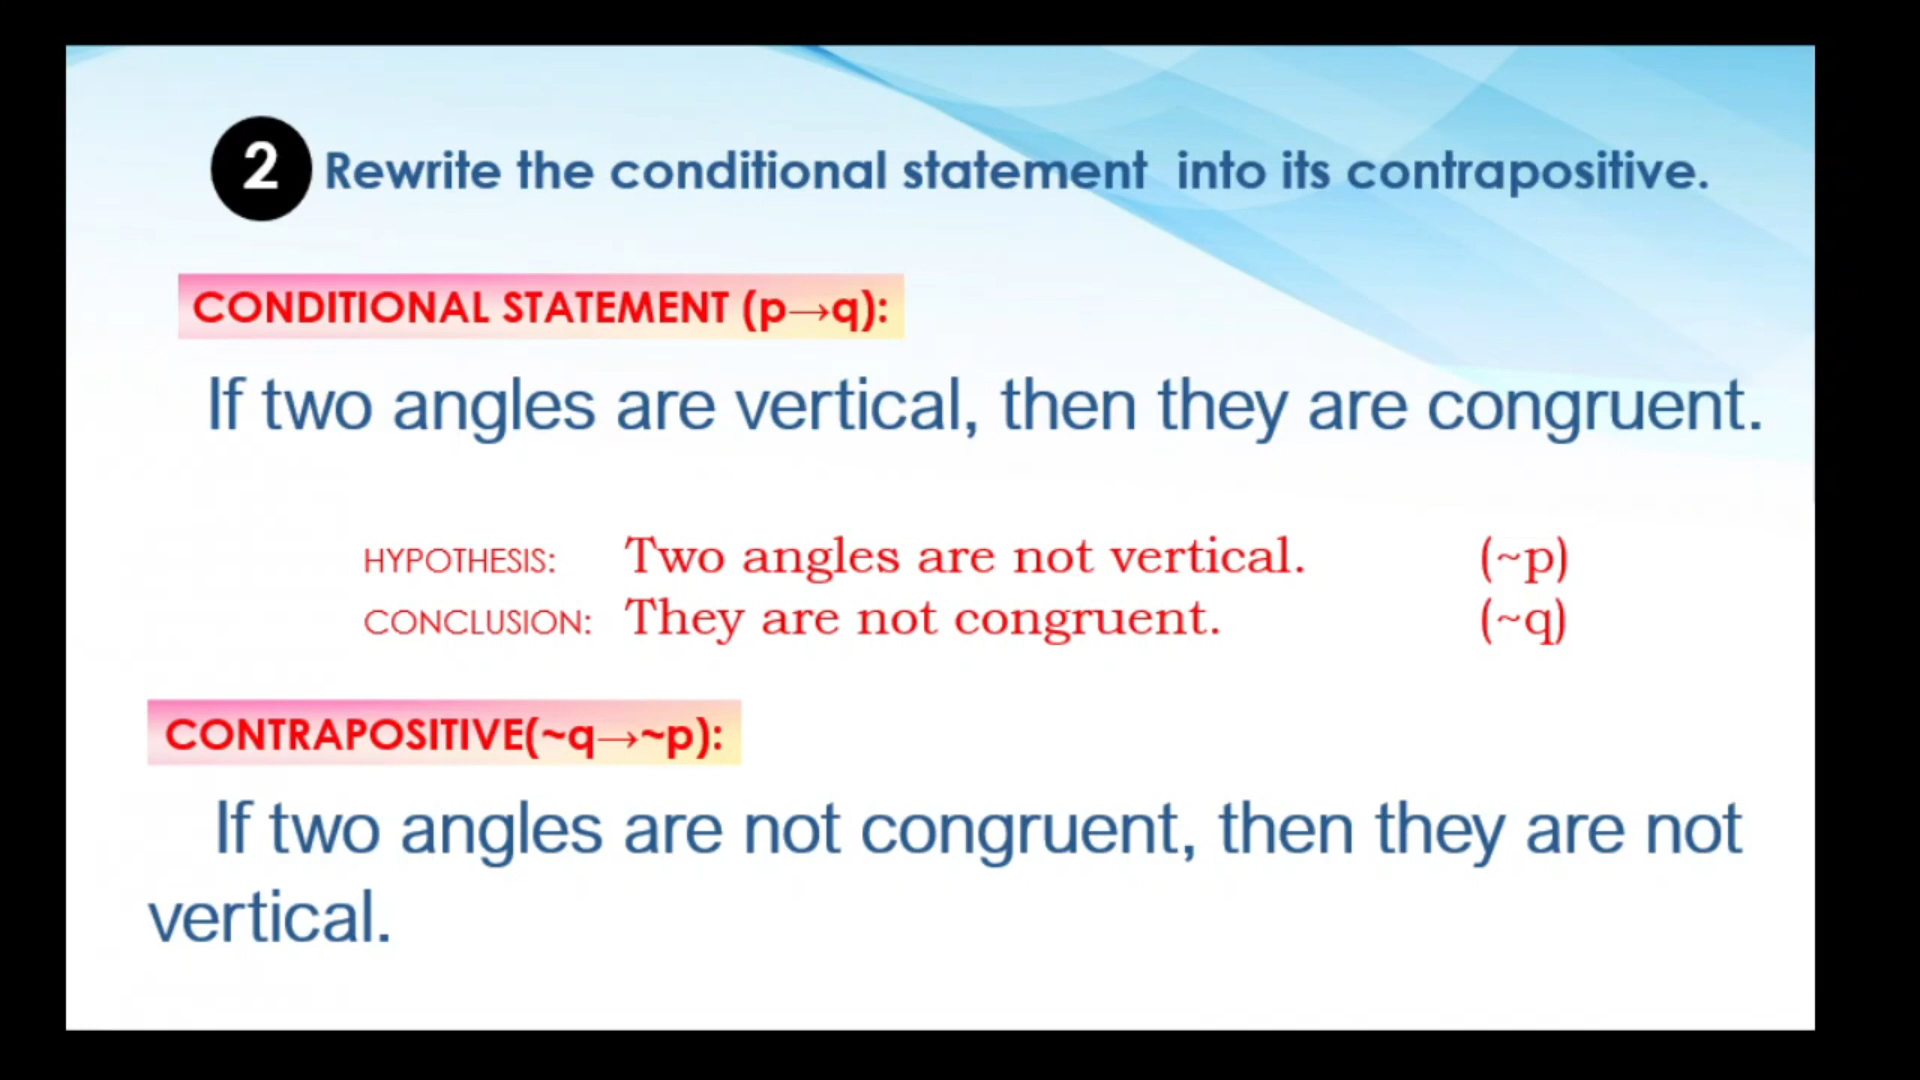 2 Rewrite the conditional statement into its contrapositive.
CONDITIONAL STATEMENT (p→q):
If two angles are vertical, then they are congruent.
HYPOTHESIS: Two angles are not vertical. (~p)
CONCLUSION: They are not congruent. (~q)
CONTRAPOSITIVE(~q→~p):
If two angles are not congruent, then they are not
vertical.